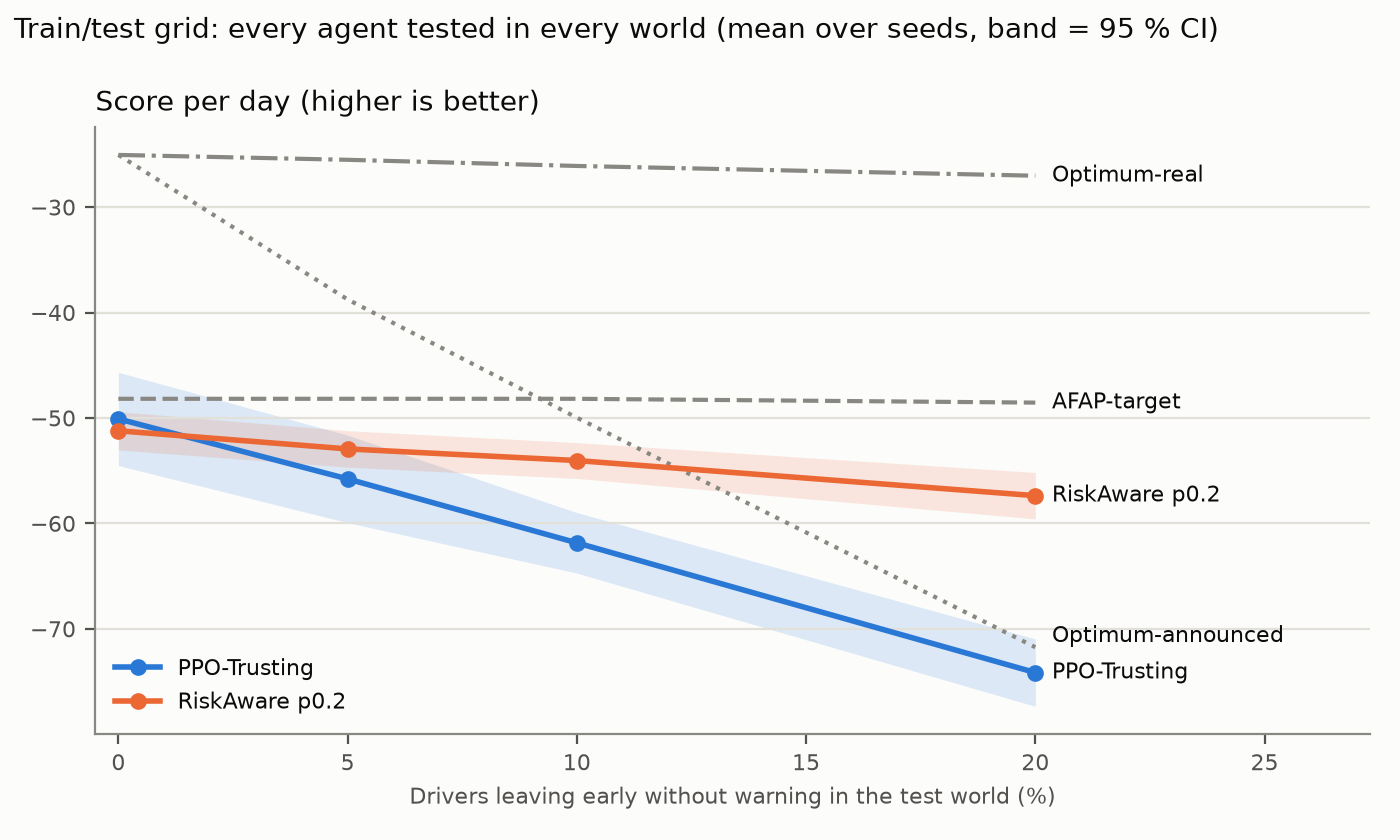 Train/test grid: every agent tested in every world (mean over seeds, band = 95 % CI)
Score per day (higher is better)
Optimum-real
−30
−40
AFAP-target
−50
RiskAware p0.2
−60
−70
Optimum-announced
PPO-Trusting
PPO-Trusting
RiskAware p0.2
0 5 10 15 20 25
Drivers leaving early without warning in the test world (%)